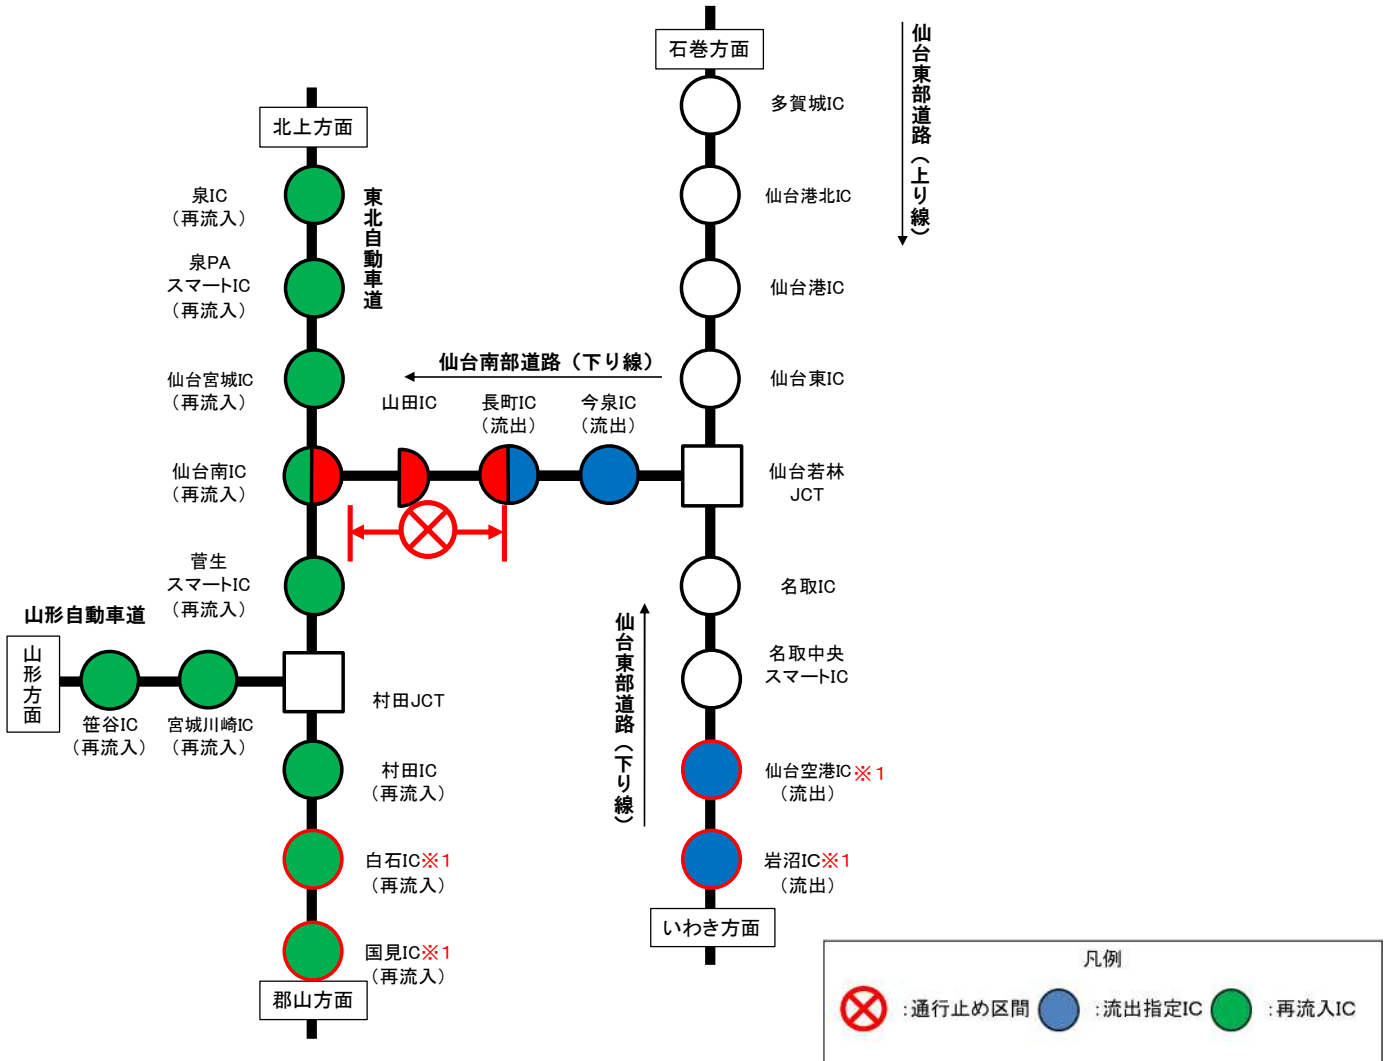 石巻方面
仙台東部道路(上り線)
多賀城IC
仙台港北IC
仙台港IC
仙台東IC
仙台若林
JCT
名取IC
名取中央
スマートIC
仙台空港IC※1
(流出)
岩沼IC※1
(流出)
いわき方面
仙台東部道路(下り線)
仙台南部道路(下り線)
山田IC
長町IC
(流出)
今泉IC
(流出)
北上方面
東北自動車道
泉IC
(再流入)
泉PA
スマートIC
(再流入)
仙台宮城IC
(再流入)
仙台南IC
(再流入)
菅生
スマートIC
(再流入)
山形自動車道
山形方面
笹谷IC
(再流入)
宮城川崎IC
(再流入)
村田JCT
村田IC
(再流入)
白石IC※1
(再流入)
国見IC※1
(再流入)
郡山方面
凡例
:通行止め区間
:流出指定IC
:再流入IC